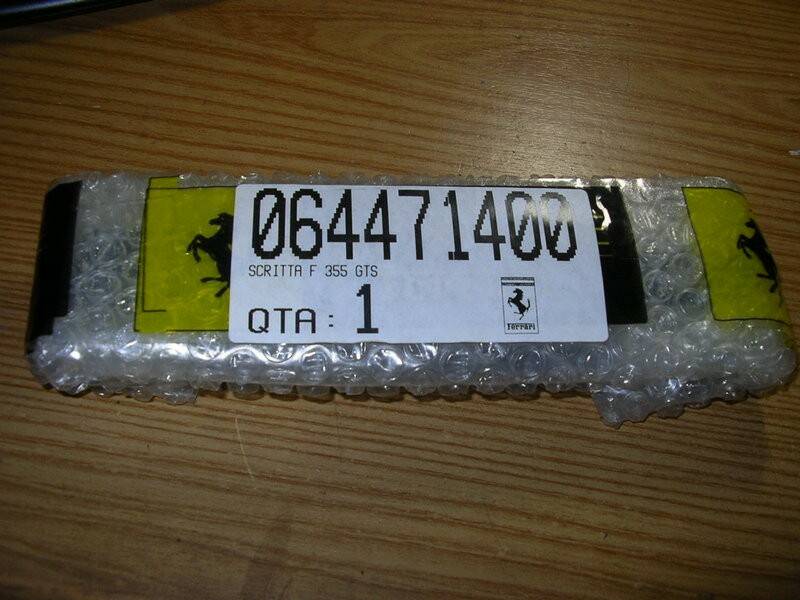 064471400
SCRITTA F 355 GTS
QTA: 1
Ferrari